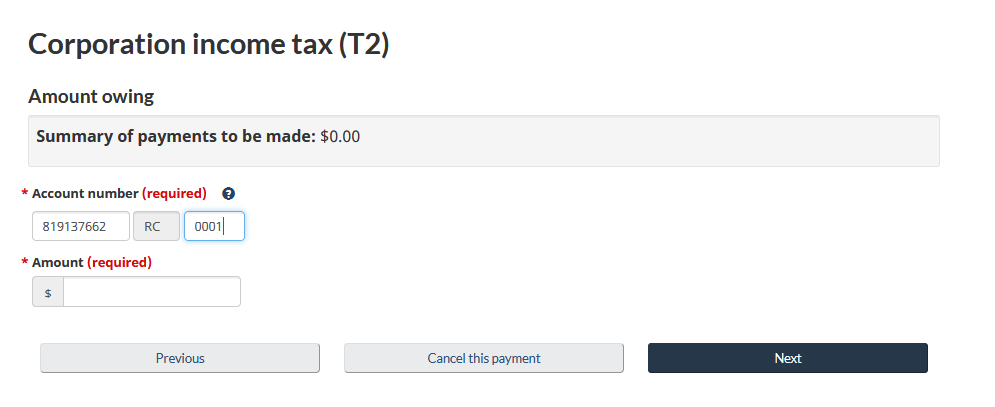 Corporation income tax (T2)
Amount owing
Summary of payments to be made: $0.00
* Account number (required) ?
819137662 RC 0001
* Amount (required)
$
Previous Cancel this payment Next